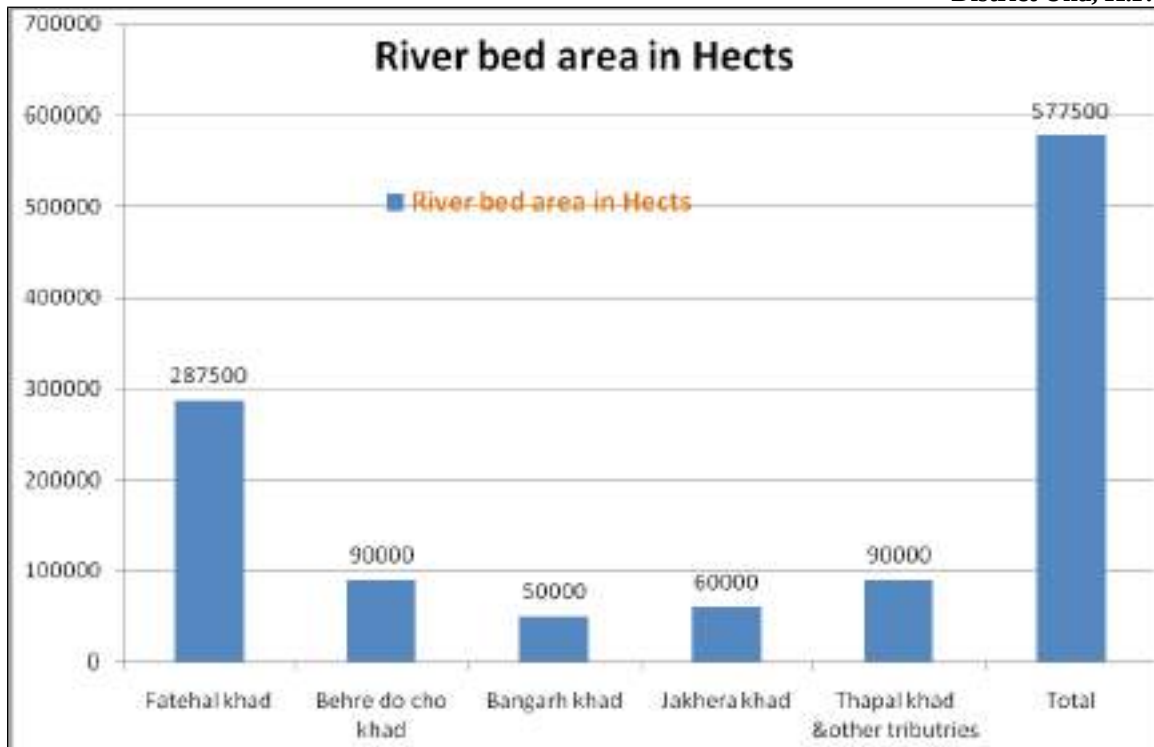 700000
River bed area in Hects
600000
577500
500000
River bed area in Hects
400000
300000
287500
200000
100000
90000
50000
60000
90000
0
Fatehal khad
Behre do cho
khad
Bangarh khad
Jakhera khad
Thapal khad
&other tributries
Total